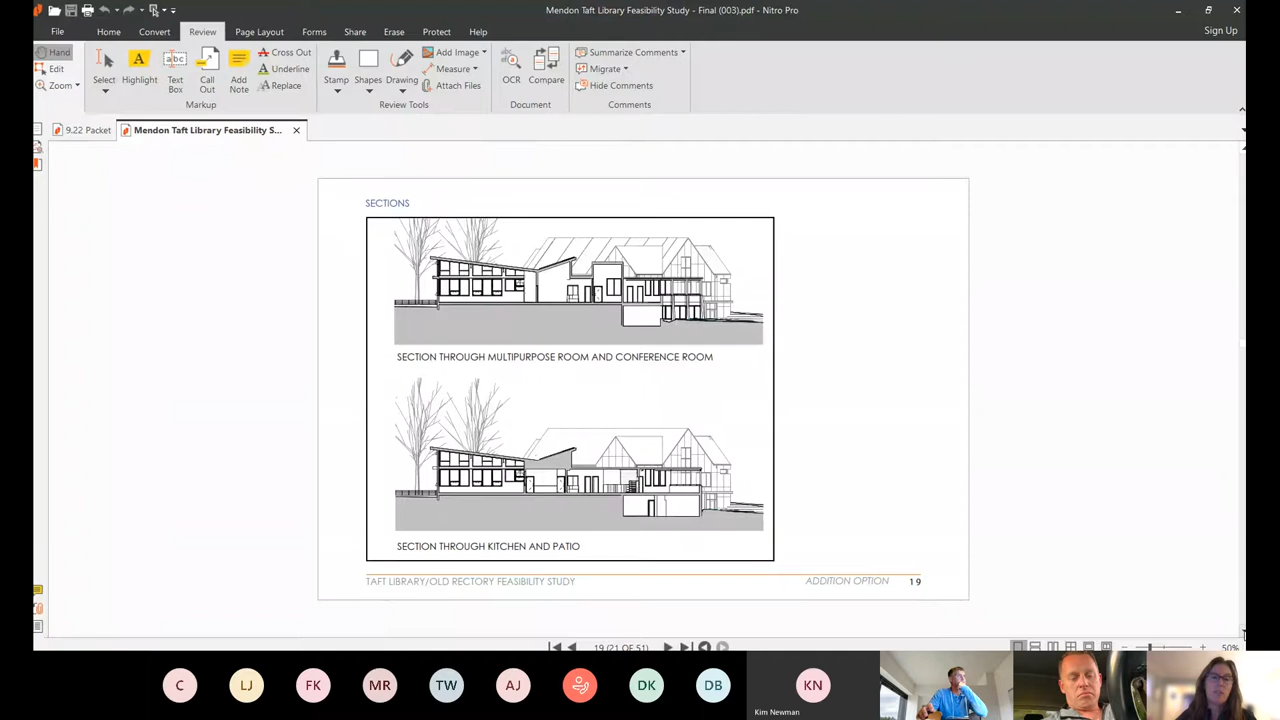 Mendon Taft Library Feasibility Study - Final (003).pdf - Nitro Pro
File Home Convert Review Page Layout Forms Share Erase Protect Help
Sign Up
Hand
Edit
Zoom
Select
Highlight
Text Box
Call Out
Add Note
Cross Out
Underline
Replace
Markup
Stamp
Shapes
Drawing
Add Image
Measure
Attach Files
Review Tools
OCR
Compare
Document
Summarize Comments
Migrate
Hide Comments
Comments
9.22 Packet
Mendon Taft Library Feasibility S...
SECTIONS
SECTION THROUGH MULTIPURPOSE ROOM AND CONFERENCE ROOM
SECTION THROUGH KITCHEN AND PATIO
TAFT LIBRARY/OLD RECTORY FEASIBILITY STUDY
ADDITION OPTION 19
19 (21 OF 51)
50%
C LJ FK MR TW AJ DK DB KN
Kim Newman